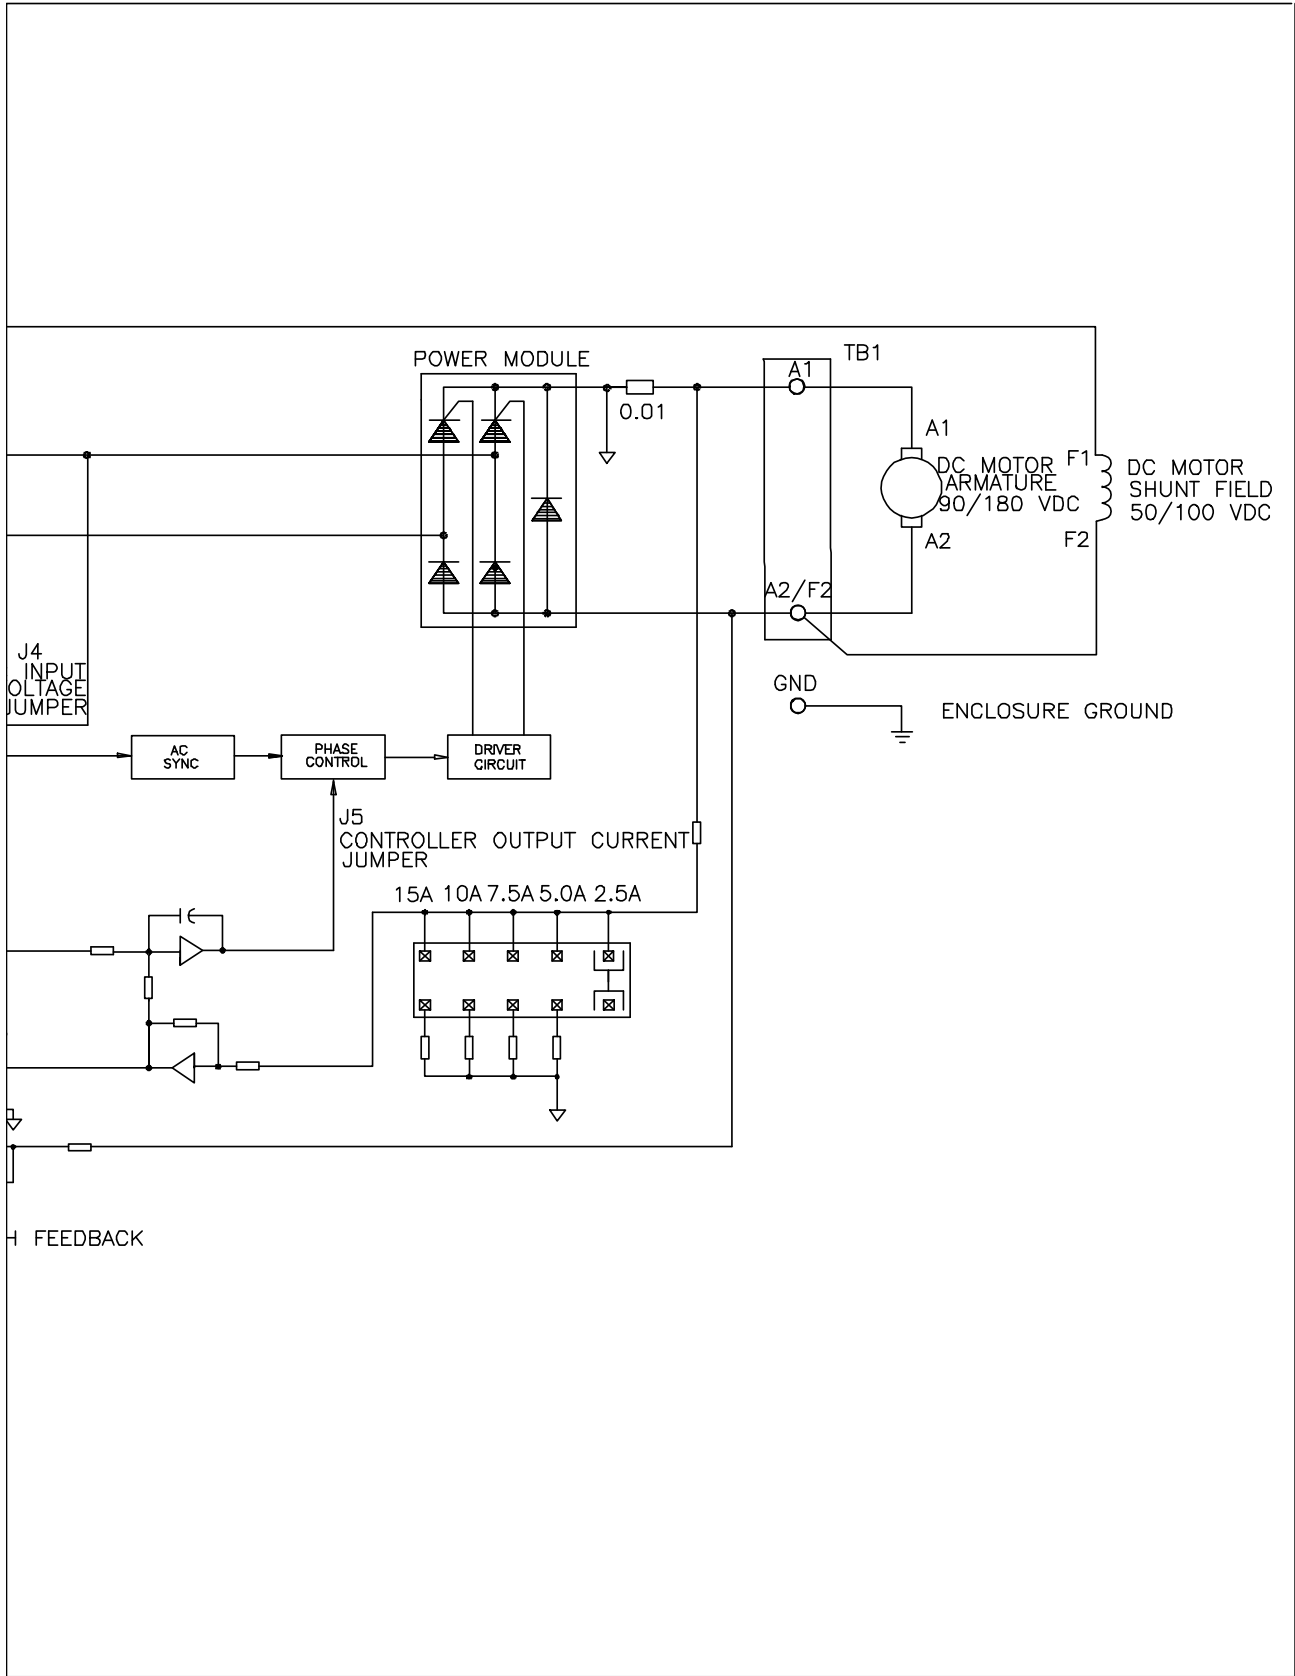 POWER MODULE
TB1
A1
0.01
A1
DC MOTOR
ARMATURE
90/180 VDC
F1
DC MOTOR
SHUNT FIELD
50/100 VDC
A2
F2
A2/F2
J4
INPUT
OLTAGE
JUMPER
GND
ENCLOSURE GROUND
AC
SYNC
PHASE
CONTROL
DRIVER
CIRCUIT
J5
CONTROLLER OUTPUT CURRENT
JUMPER
15A 10A 7.5A 5.0A 2.5A
H FEEDBACK